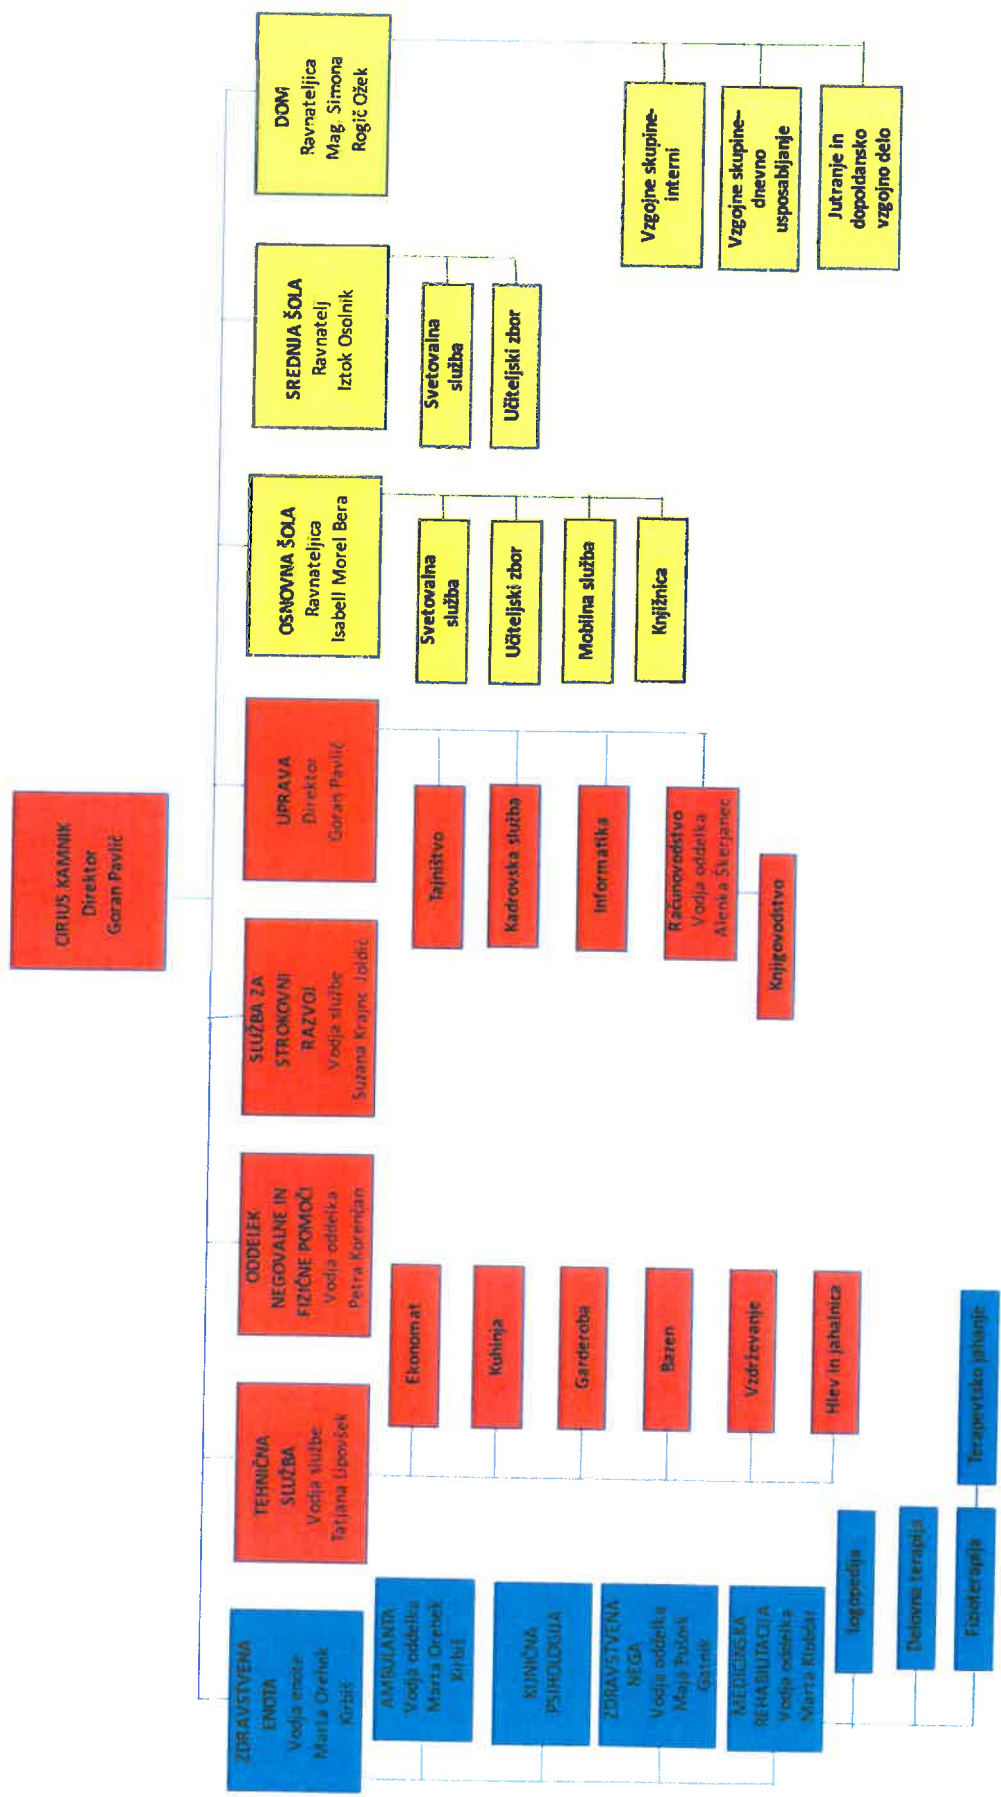 CIRIUS KAMNIK
Direktor
Goran Pavlič
ZDRAVSTVENA
ENOTA
Vodja enote
Marta Orehek
Kirbiš
AMBULANTA
Vodja oddelka
Marta Orehek
Kirbiš
KLINIČNA
PSIHOLOGIJA
ZDRAVSTVENA
NEGA
Vodja oddelka
Maja Pušnik
MEDICINSKA
REHABILITACIJA
Vodja oddelka
Marta Klobčar
Logopedija
Delovna terapija
Fizioterapija
Terapevtsko jahanje
TEHNIČNA
SLUŽBA
Vodja službe
Tatjana Lipovšek
Ekonomat
Kuhinja
Garderoba
Bazen
Vzdrževanje
Hlev in jahalnica
ODDELEK
NEGOVALNE IN
FIZIČNE POMOČI
Vodja oddelka
Petra Korenjan
SLUŽBA ZA
STROKOVNI
RAZVOJ
Vodja službe
Suzana Krajnc Joldić
UPRAVA
Direktor
Goran Pavlič
Tajništvo
Kadrovska služba
Informatika
Računovodstvo
Vodja oddelka
Alenka Škerjanec
Knjigovodstvo
OSNOVNA ŠOLA
Ravnateljica
Isabell Morel Bera
Svetovalna
služba
Učiteljski zbor
Mobilna služba
Knjižnica
SREDNJA ŠOLA
Ravnatelj
Iztok Osolnik
Svetovalna
služba
Učiteljski zbor
DOM
Ravnateljica
Mag. Simona
Rogič Ožek
Vzgojne skupine-
interni
Vzgojne skupine–
dnevno
usposabljanje
Jutranje in
dopoldansko
vzgojno delo